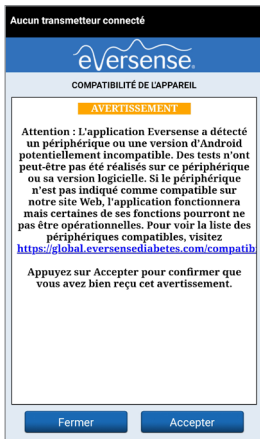 Aucun transmetteur connecté
eversense.
COMPATIBILITÉ DE L'APPAREIL
AVERTISSEMENT
Attention : L'application Eversense a détecté
un périphérique ou une version d'Android
potentiellement incompatible. Des tests n'ont
peut-être pas été réalisés sur ce périphérique
ou sa version logicielle. Si le périphérique
n'est pas indiqué comme compatible sur
notre site Web, l'application fonctionnera
mais certaines de ses fonctions pourront ne
pas être opérationnelles. Pour voir la liste des
périphériques compatibles, visitez
https://global.eversensediabetes.com/compatib
Appuyez sur Accepter pour confirmer que
vous avez bien reçu cet avertissement.
Fermer
Accepter